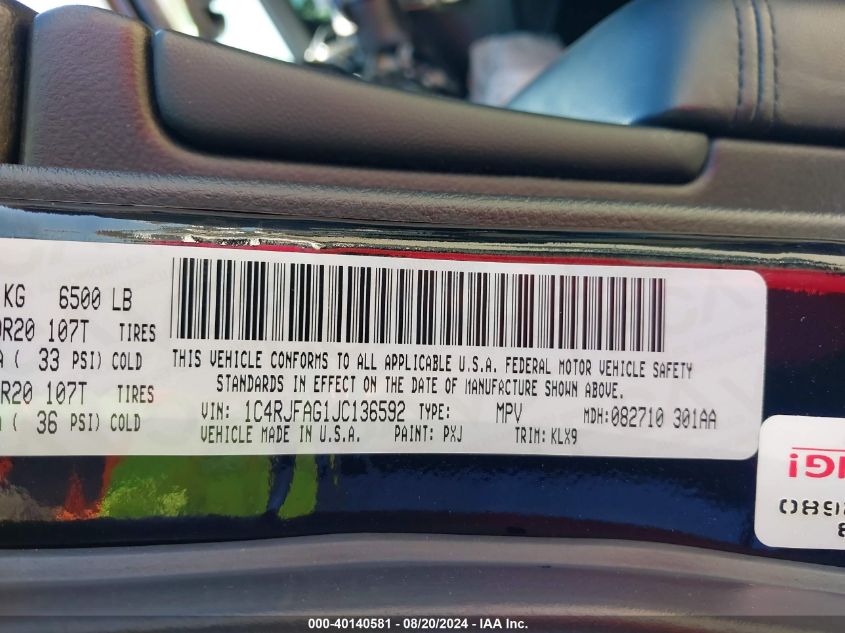 KG 6500 LB
R20 107T TIRES
( 33 PSI) COLD
R20 107T TIRES
( 36 PSI) COLD
THIS VEHICLE CONFORMS TO ALL APPLICABLE U.S.A. FEDERAL MOTOR VEHICLE SAFETY
STANDARDS IN EFFECT ON THE DATE OF MANUFACTURE SHOWN ABOVE.
VIN: 1C4RJFAG1JC136592 TYPE: MPV MDH:082710 301AA
VEHICLE MADE IN U.S.A. PAINT: PXJ TRIM: KLX9
000-40140581 - 08/20/2024 - IAA Inc.